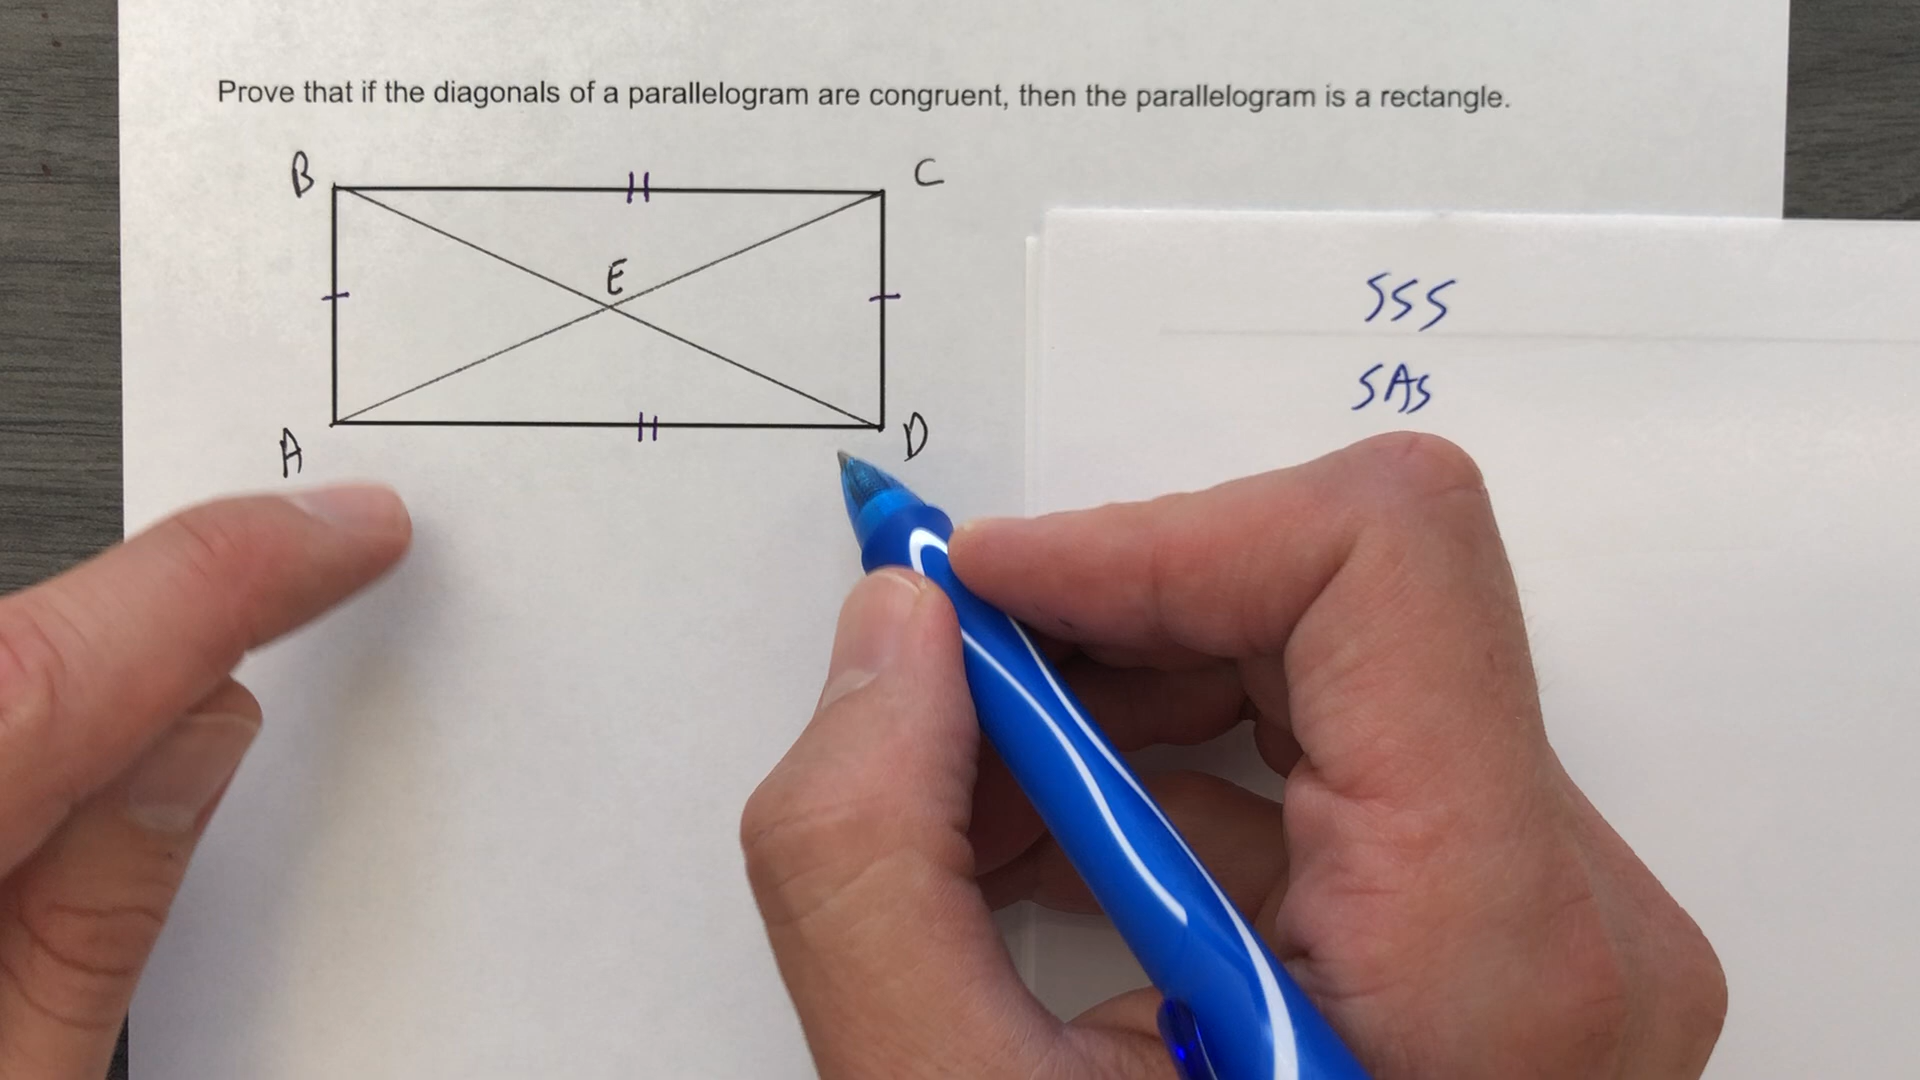 Prove that if the diagonals of a parallelogram are congruent, then the parallelogram is a rectangle.
B C
E
A D
SSS
SAS